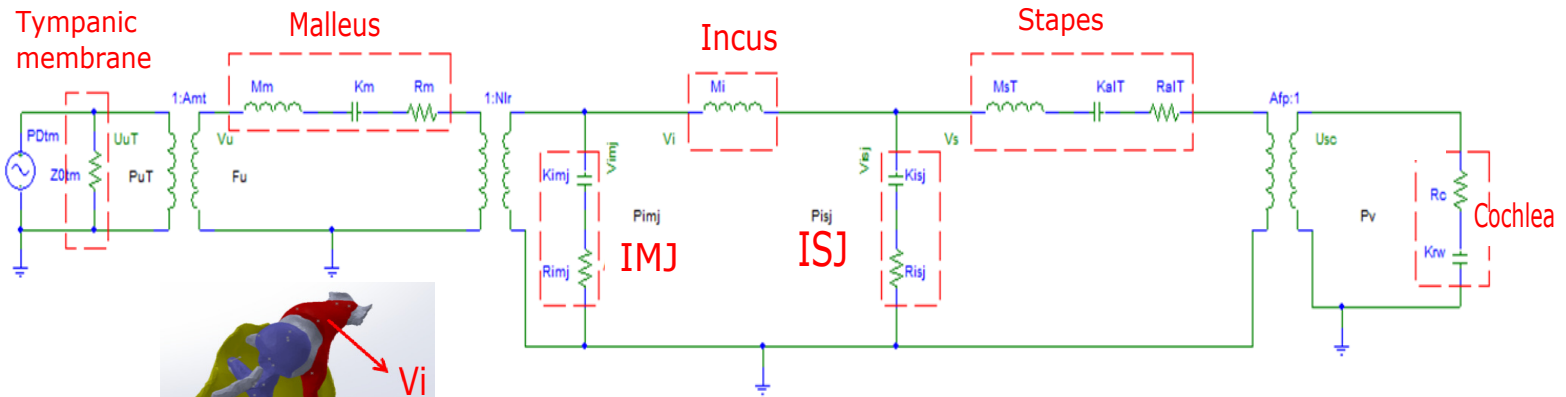 Tympanic
membrane
Malleus
Incus
Stapes
1:Amt
Mm
Km
Rm
1:Nlr
Mi
MsT
KalT
RalT
Afp:1
PDtm
UuT
Vu
Vimj
Vi
Visj
Vs
Usc
Z0tm
PuT
Fu
Kimj
Kisj
Rc
Cochlea
Pimj
Pisj
Pv
Rimj
IMJ
ISJ
Risj
Krw
Vi